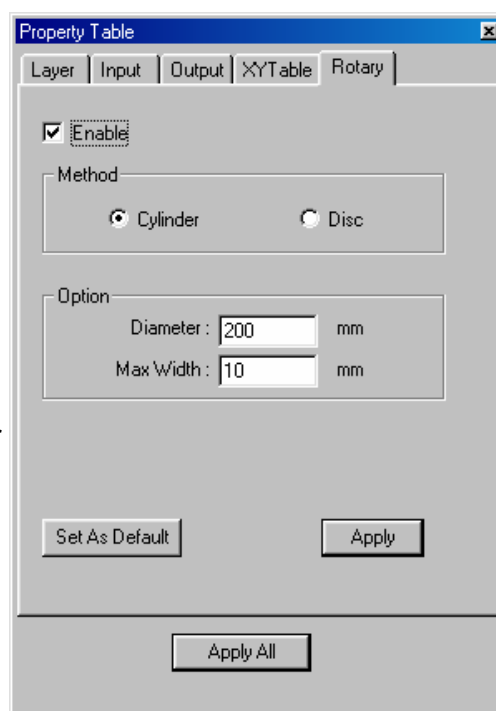 Property Table
Layer Input Output XYTable Rotary
Enable
Method
Cylinder Disc
Option
Diameter : 200 mm
Max Width : 10 mm
Set As Default Apply
Apply All